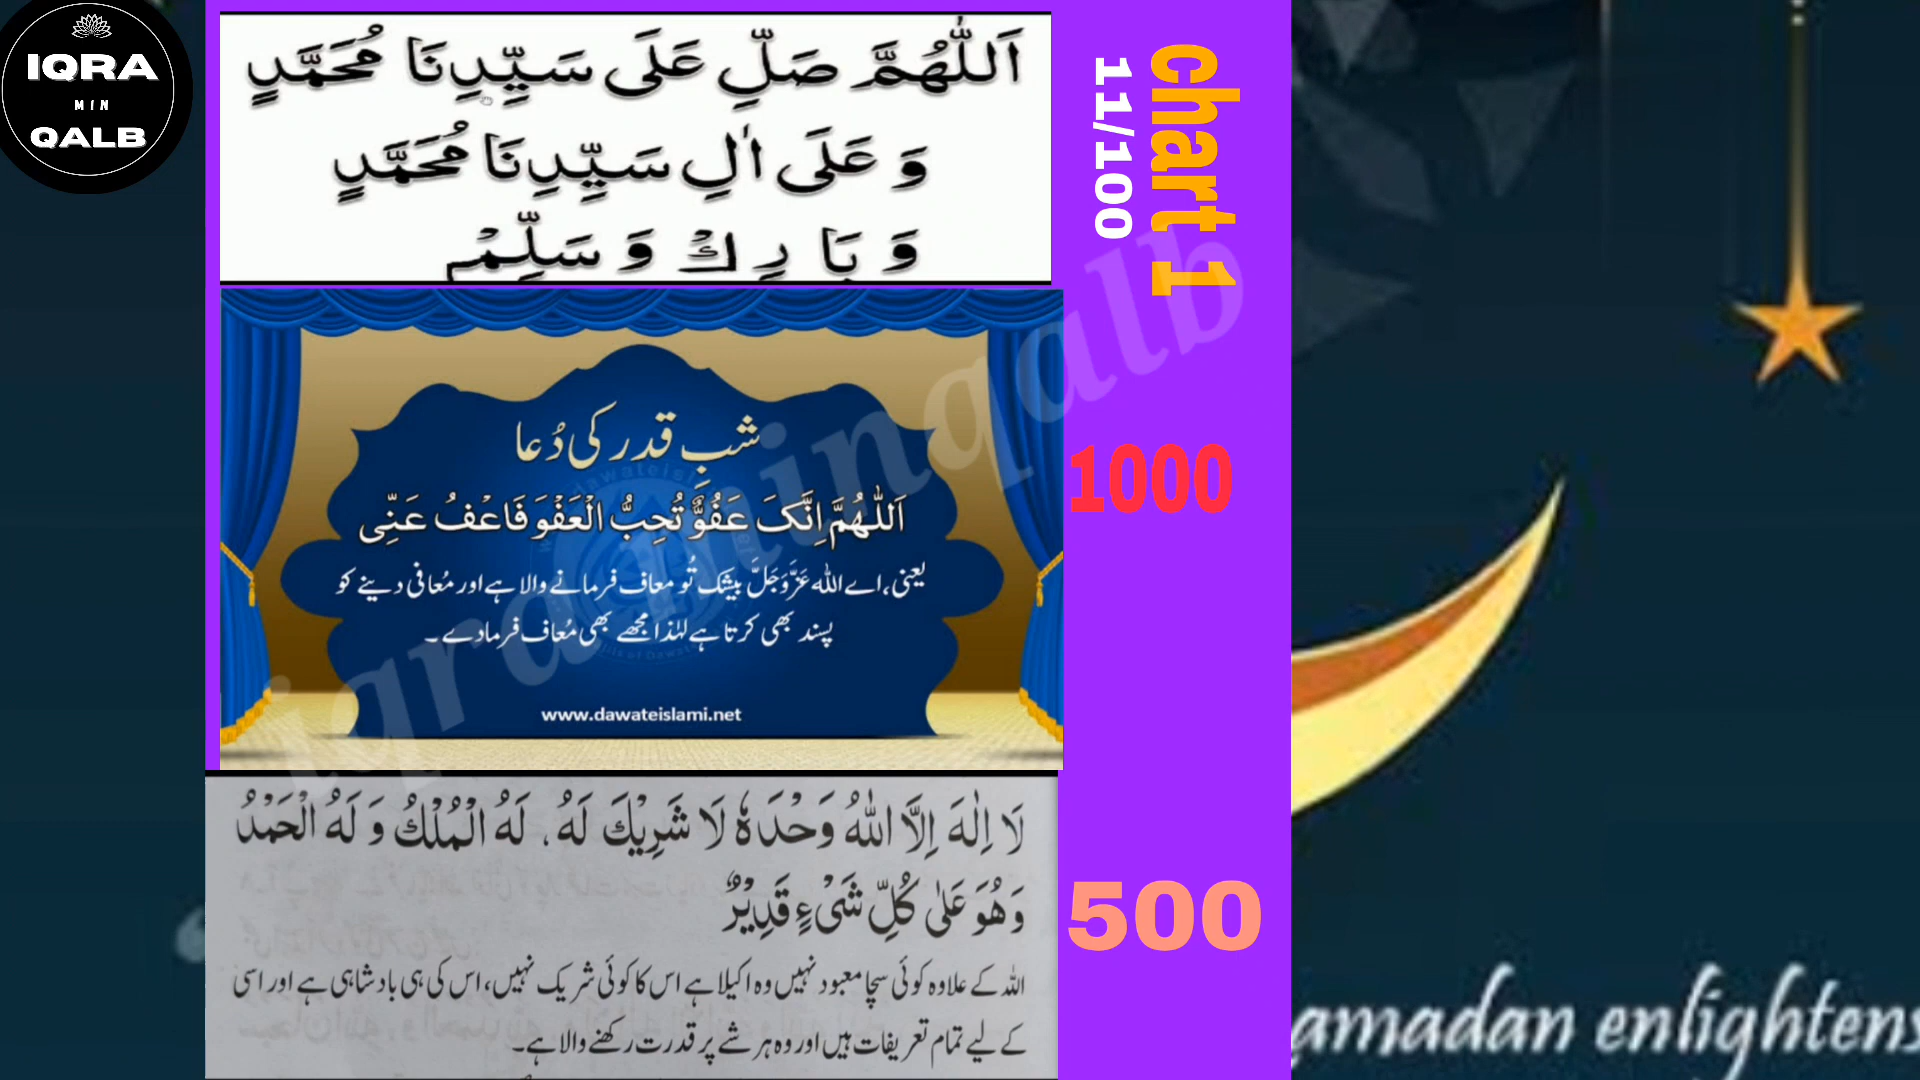 IQRA
MIN
QALB
اَللّٰهُمَّ صَلِّ عَلَى سَيِّدِنَا مُحَمَّدٍ
وَ عَلَى اٰلِ سَيِّدِنَا مُحَمَّدٍ
وَ بَا رِكْ وَ سَلِّمْ
chart 1
11/100
شبِ قدر کی دُعا
اَللّٰهُمَّ اِنَّکَ عَفُوٌّ تُحِبُّ الْعَفْوَ فَاعْفُ عَنِّی
یعنی، اے اللہ عَزَّوَجَلَّ بیشک تُو معاف فرمانے والا ہے اور مُعافی دینے کو
پسند بھی کرتا ہے لہٰذا مجھے بھی مُعاف فرمادے۔
www.dawateislami.net
1000
iqraminqalb
لَا اِلٰهَ اِلَّا اللّٰهُ وَحْدَهٗ لَا شَرِيْكَ لَهُ، لَهُ الْمُلْكُ وَ لَهُ الْحَمْدُ
وَهُوَ عَلٰى كُلِّ شَىْءٍ قَدِيْرٌ
اللہ کے علاوہ کوئی سچا معبود نہیں وہ اکیلا ہے اس کا کوئی شریک نہیں، اس کی ہی بادشاہی ہے اور اسی
کے لیے تمام تعریفات ہیں اور وہ ہر شے پر قدرت رکھنے والا ہے۔
500
amadan enlightens